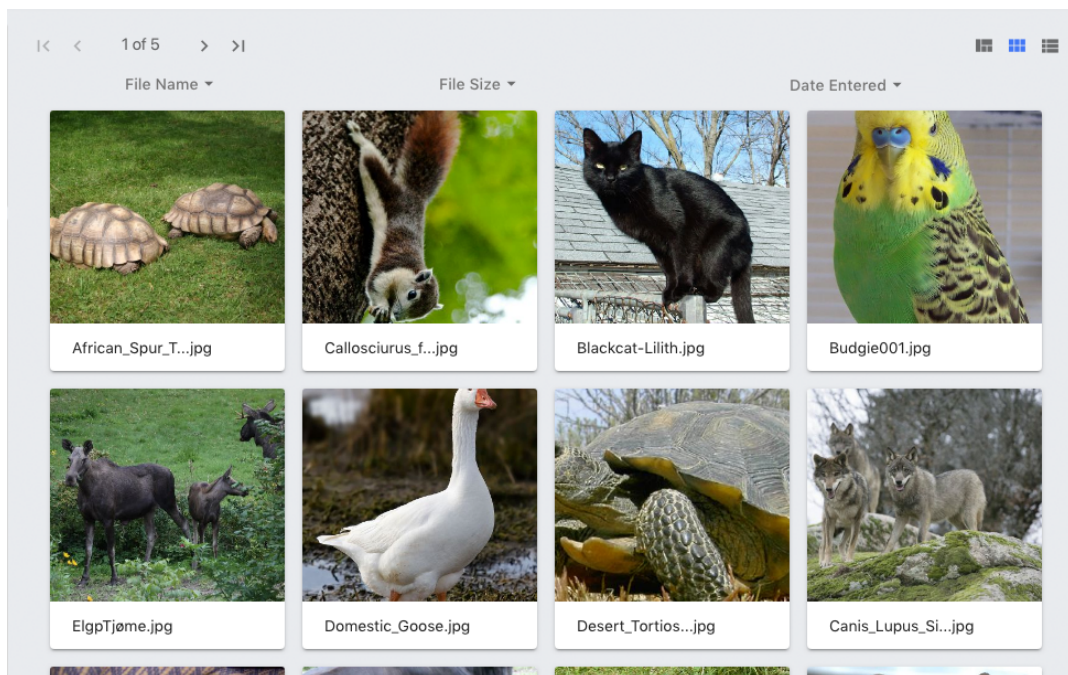 1 of 5
File Name
File Size
Date Entered
African_Spur_T...jpg
Callosciurus_f...jpg
Blackcat-Lilith.jpg
Budgie001.jpg
ElgpTjøme.jpg
Domestic_Goose.jpg
Desert_Tortios...jpg
Canis_Lupus_Si...jpg